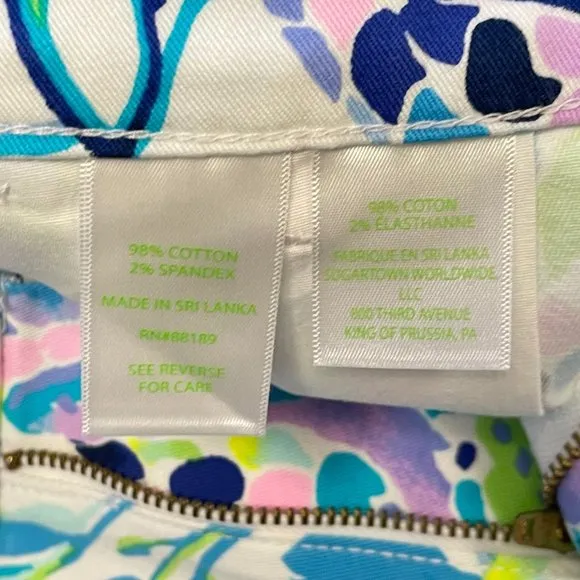 98% COTTON
2% SPANDEX
MADE IN SRI LANKA
RN#88189
SEE REVERSE
FOR CARE
98% COTON
2% ÉLASTHANNE
FABRIQUE EN SRI LANKA
SUGARTOWN WORLDWIDE
LLC
800 THIRD AVENUE
KING OF PRUSSIA, PA